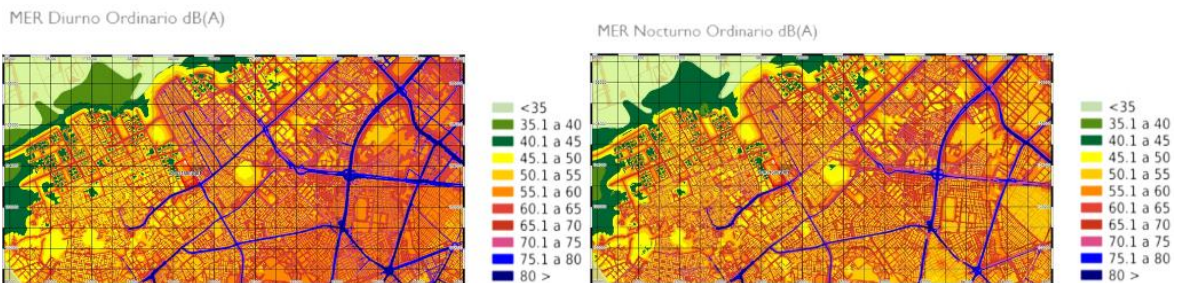 MER Diurno Ordinario dB(A)
<35
35.1 a 40
40.1 a 45
45.1 a 50
50.1 a 55
55.1 a 60
60.1 a 65
65.1 a 70
70.1 a 75
75.1 a 80
80 >
MER Nocturno Ordinario dB(A)
<35
35.1 a 40
40.1 a 45
45.1 a 50
50.1 a 55
55.1 a 60
60.1 a 65
65.1 a 70
70.1 a 75
75.1 a 80
80 >